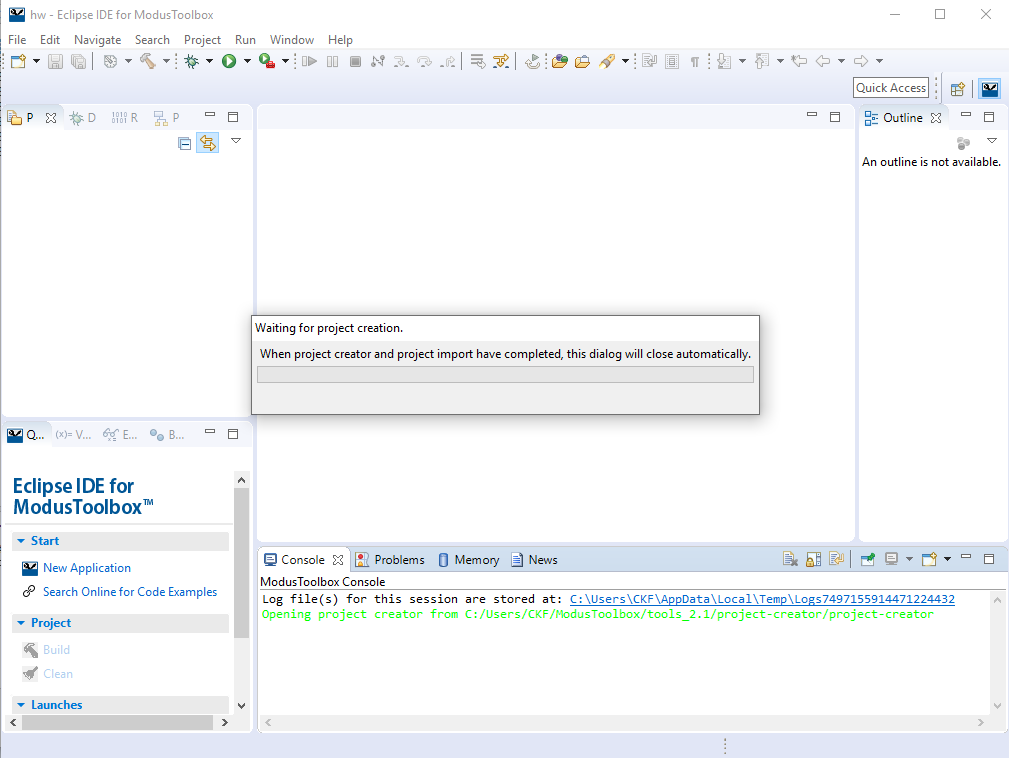 hw - Eclipse IDE for ModusToolbox
File Edit Navigate Search Project Run Window Help
Quick Access
P D R P
Outline
An outline is not available.
Waiting for project creation.
When project creator and project import have completed, this dialog will close automatically.
Q... (x)= V... E... B...
Eclipse IDE for
ModusToolbox™
Start
New Application
Search Online for Code Examples
Project
Build
Clean
Launches
Console Problems Memory News
ModusToolbox Console
Log file(s) for this session are stored at: C:\Users\CKF\AppData\Local\Temp\Logs7497155914471224432
Opening project creator from C:/Users/CKF/ModusToolbox/tools_2.1/project-creator/project-creator